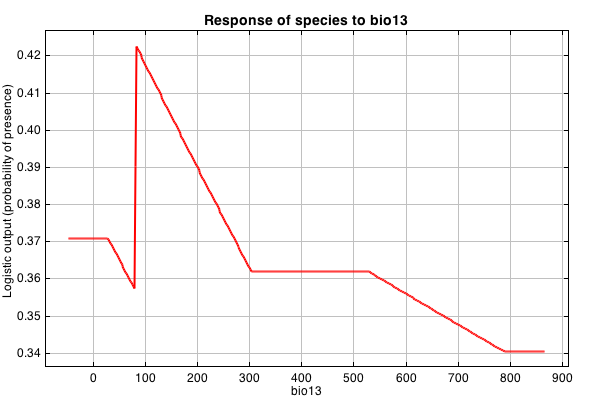 Response of species to bio13
Logistic output (probability of presence)
0.42
0.41
0.40
0.39
0.38
0.37
0.36
0.35
0.34
0 100 200 300 400 500 600 700 800 900
bio13